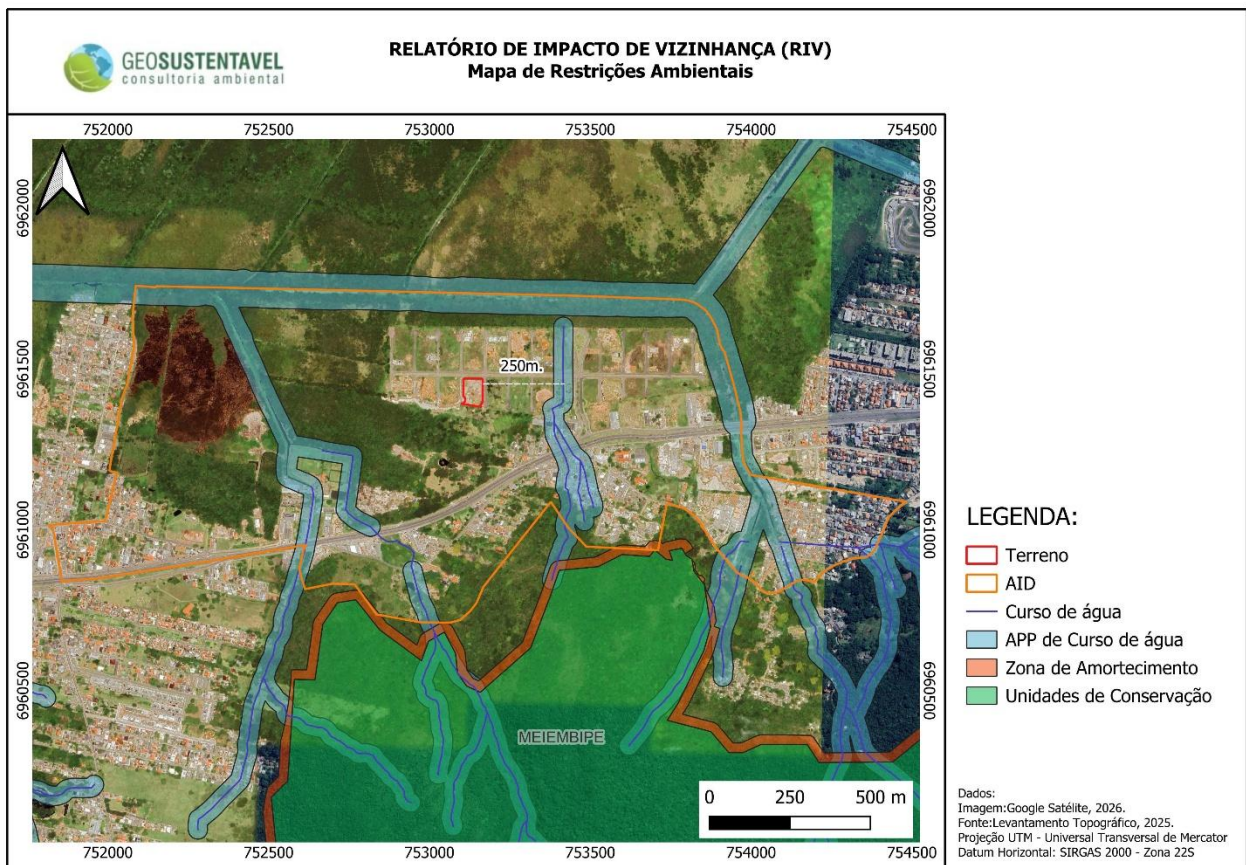 GEOSUSTENTAVEL
consultoria ambiental
RELATÓRIO DE IMPACTO DE VIZINHANÇA (RIV)
Mapa de Restrições Ambientais
752000 752500 753000 753500 754000 754500
6962000 6962000
6961500 6961500
250m.
6961000 6961000
6960500 6960500
MEIEMBIPE
0 250 500 m
752000 752500 753000 753500 754000 754500
LEGENDA:
Terreno
AID
Curso de água
APP de Curso de água
Zona de Amortecimento
Unidades de Conservação
Dados:
Imagem:Google Satélite, 2026.
Fonte:Levantamento Topográfico, 2025.
Projeção UTM - Universal Transversal de Mercator
Datum Horizontal: SIRGAS 2000 - Zona 22S